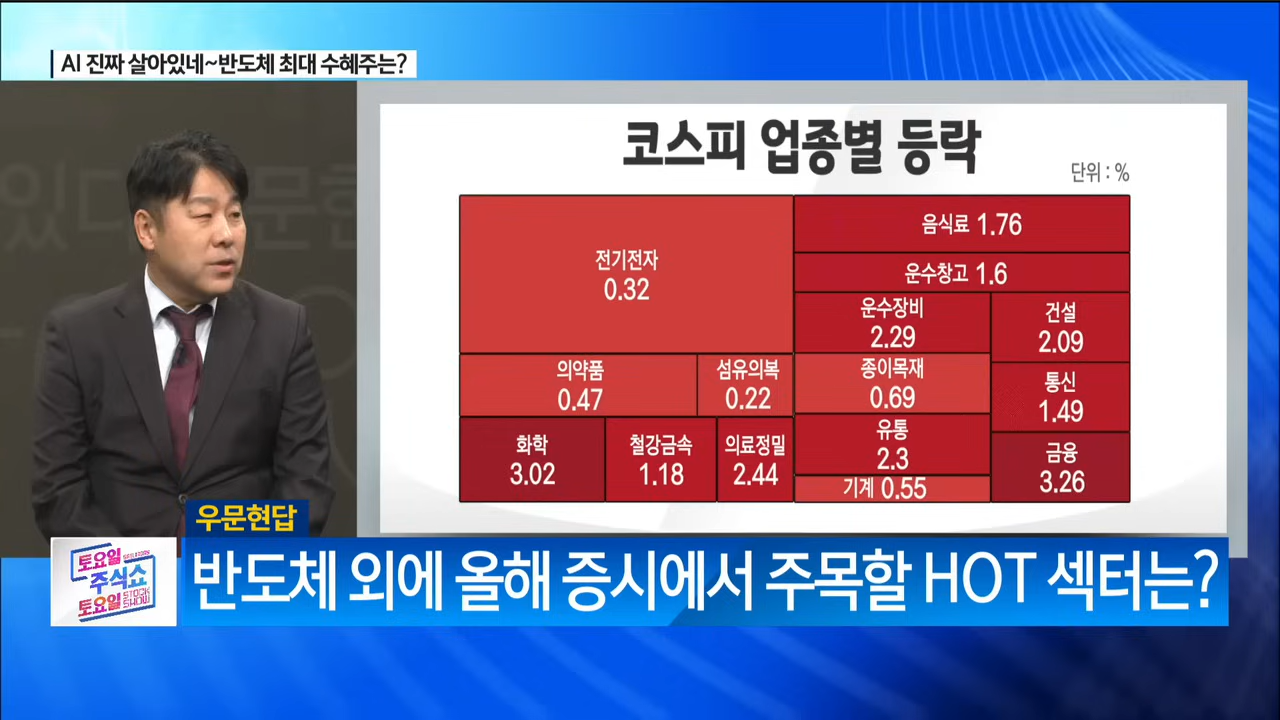 AI 진짜 살아있네~반도체 최대 수혜주는?
코스피 업종별 등락
단위 : %
전기전자
0.32
음식료 1.76
운수창고 1.6
운수장비
2.29
건설
2.09
의약품
0.47
섬유의복
0.22
종이목재
0.69
통신
1.49
화학
3.02
철강금속
1.18
의료정밀
2.44
유통
2.3
기계 0.55
금융
3.26
우문현답
토요일
주식쇼
토요일
STOCK
SHOW
반도체 외에 올해 증시에서 주목할 HOT 섹터는?